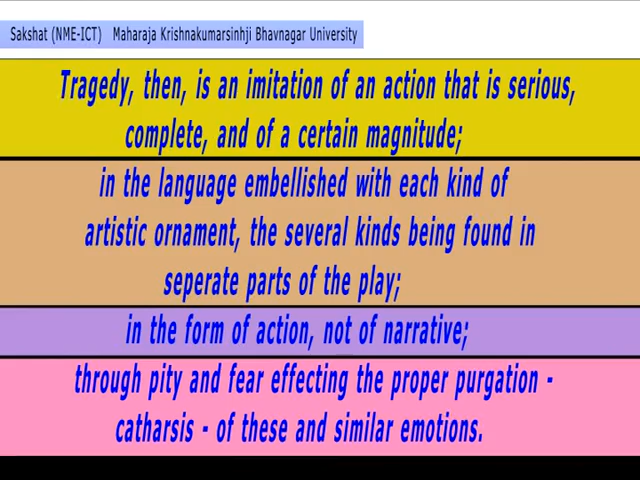 Sakshat (NME-ICT) Maharaja Krishnakumarsinhji Bhavnagar University
Tragedy, then, is an imitation of an action that is serious,
complete, and of a certain magnitude;
in the language embellished with each kind of
artistic ornament, the several kinds being found in
seperate parts of the play;
in the form of action, not of narrative;
through pity and fear effecting the proper purgation -
catharsis - of these and similar emotions.